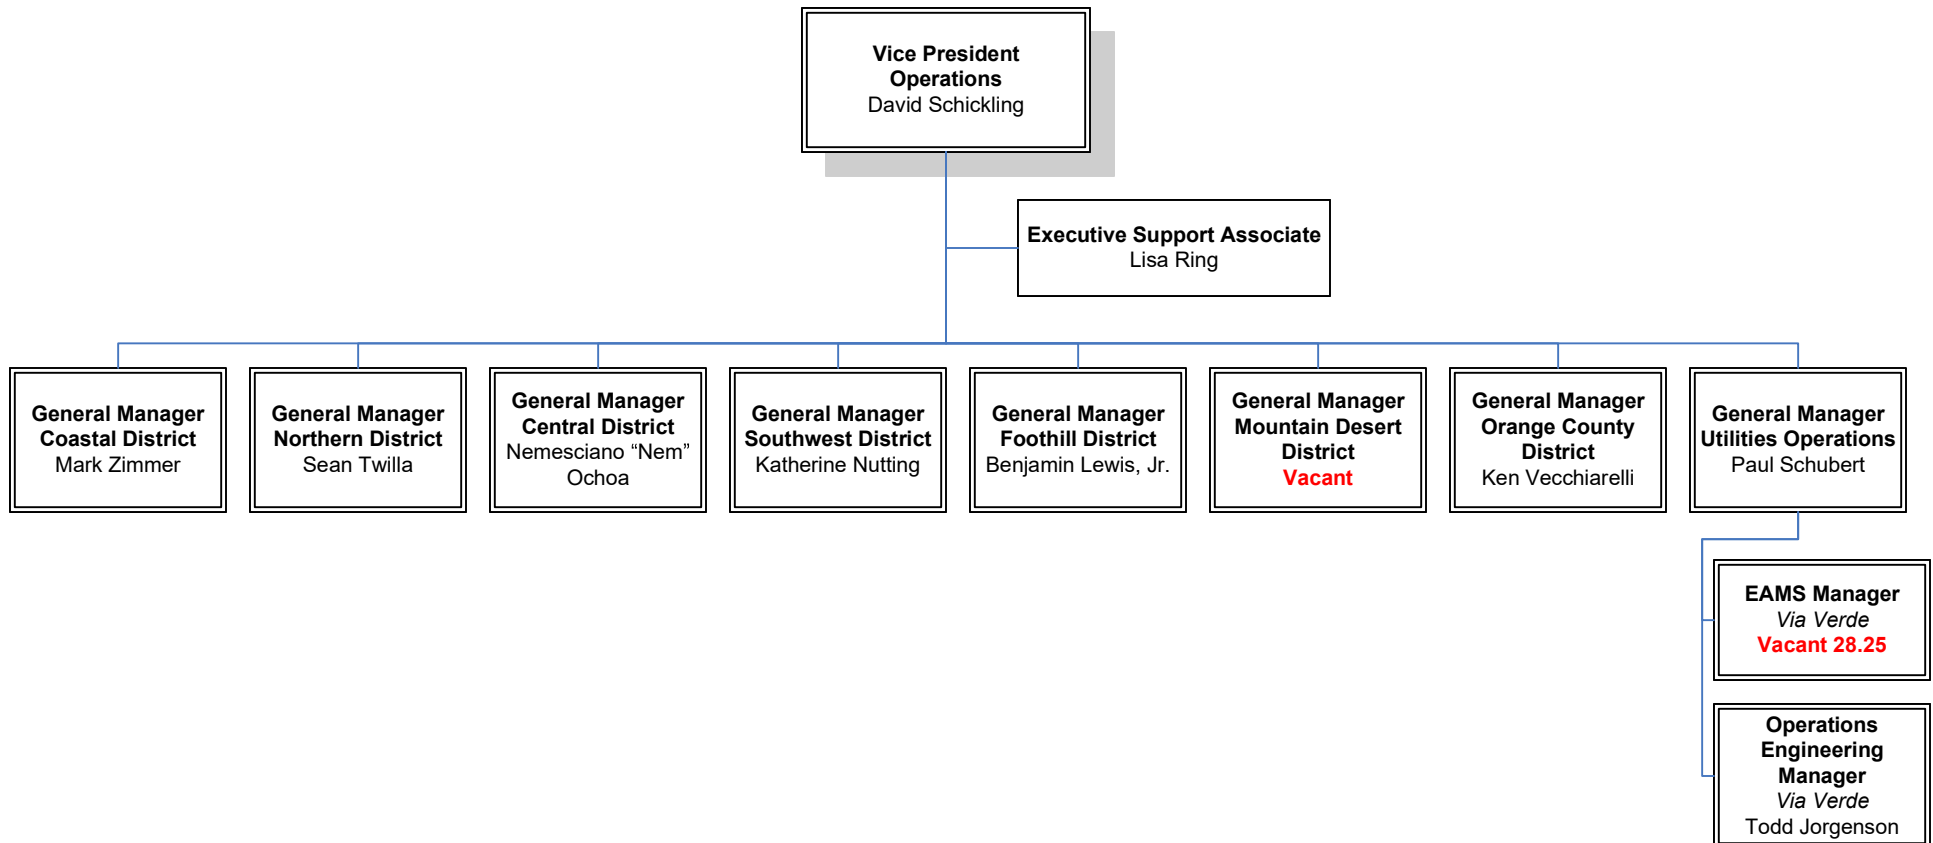 Vice President
Operations
David Schickling
Executive Support Associate
Lisa Ring
General Manager
Coastal District
Mark Zimmer
General Manager
Northern District
Sean Twilla
General Manager
Central District
Nemesciano “Nem”
Ochoa
General Manager
Southwest District
Katherine Nutting
General Manager
Foothill District
Benjamin Lewis, Jr.
General Manager
Mountain Desert
District
Vacant
General Manager
Orange County
District
Ken Vecchiarelli
General Manager
Utilities Operations
Paul Schubert
EAMS Manager
Via Verde
Vacant 28.25
Operations
Engineering
Manager
Via Verde
Todd Jorgenson